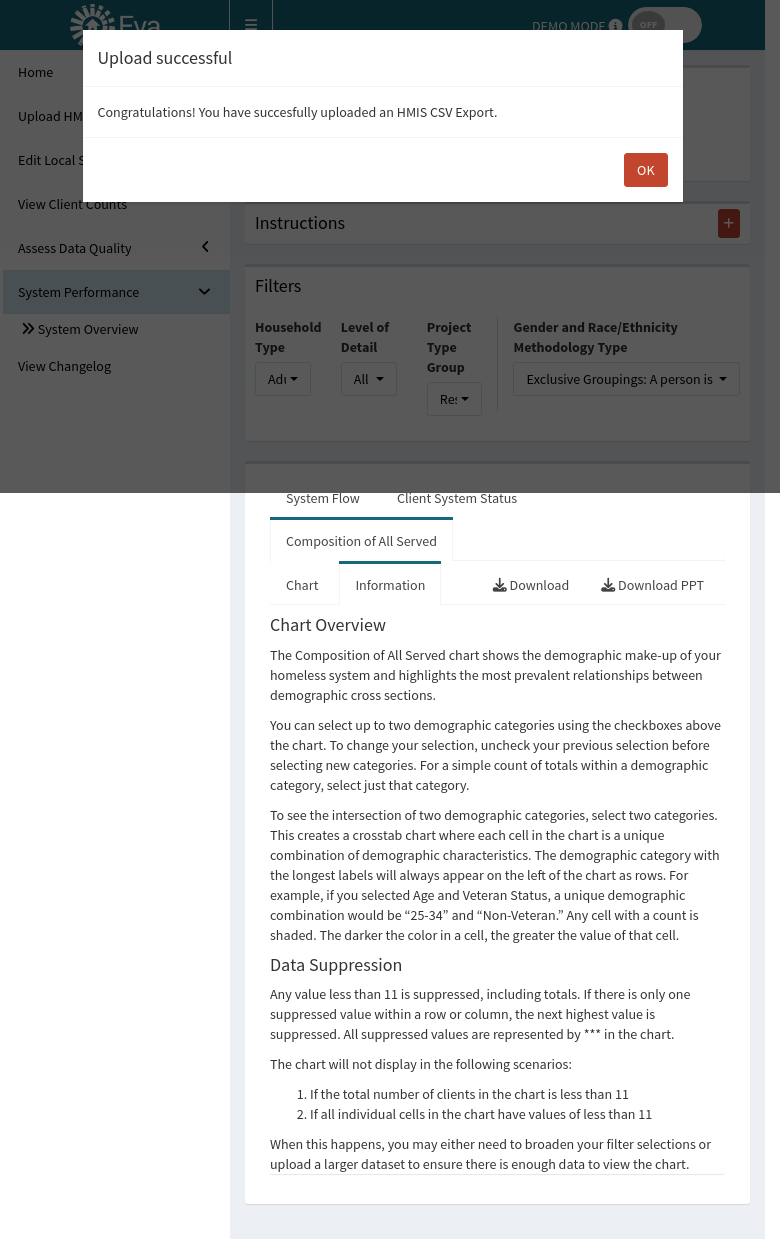 Eva
DEMO MODE
OFF
Upload successful
Congratulations! You have succesfully uploaded an HMIS CSV Export.
OK
Home
Upload HM
Edit Local S
View Client Counts
Assess Data Quality
System Performance
System Overview
View Changelog
Instructions
+
Filters
Household Type
Level of Detail
Project Type Group
Gender and Race/Ethnicity Methodology Type
All
Exclusive Groupings: A person is
System Flow Client System Status
Composition of All Served
Chart Information Download Download PPT
Chart Overview
The Composition of All Served chart shows the demographic make-up of your
homeless system and highlights the most prevalent relationships between
demographic cross sections.
You can select up to two demographic categories using the checkboxes above
the chart. To change your selection, uncheck your previous selection before
selecting new categories. For a simple count of totals within a demographic
category, select just that category.
To see the intersection of two demographic categories, select two categories.
This creates a crosstab chart where each cell in the chart is a unique
combination of demographic characteristics. The demographic category with
the longest labels will always appear on the left of the chart as rows. For
example, if you selected Age and Veteran Status, a unique demographic
combination would be “25-34” and “Non-Veteran.” Any cell with a count is
shaded. The darker the color in a cell, the greater the value of that cell.
Data Suppression
Any value less than 11 is suppressed, including totals. If there is only one
suppressed value within a row or column, the next highest value is
suppressed. All suppressed values are represented by *** in the chart.
The chart will not display in the following scenarios:
1. If the total number of clients in the chart is less than 11
2. If all individual cells in the chart have values of less than 11
When this happens, you may either need to broaden your filter selections or
upload a larger dataset to ensure there is enough data to view the chart.